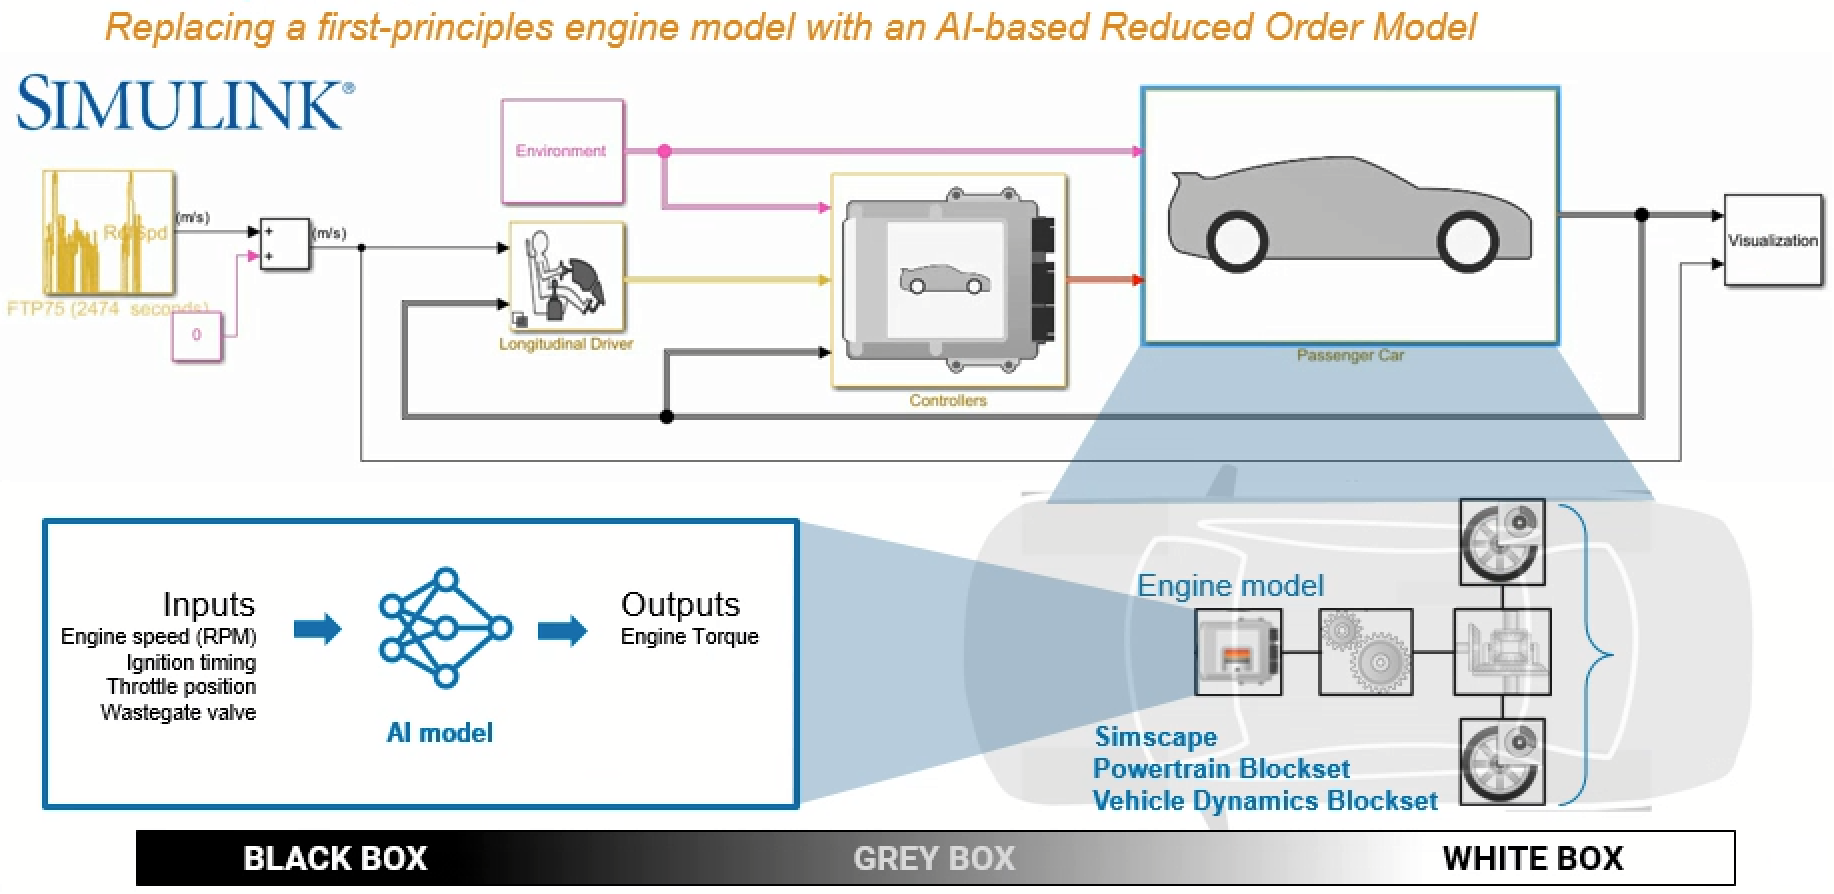 Replacing a first-principles engine model with an AI-based Reduced Order Model
SIMULINK®
Environment
RefSpd
(m/s)
+
+
(m/s)
FTP75 (2474 seconds)
0
Longitudinal Driver
Controllers
Passenger Car
Visualization
Inputs
Engine speed (RPM)
Ignition timing
Throttle position
Wastegate valve
AI model
Outputs
Engine Torque
Engine model
Simscape
Powertrain Blockset
Vehicle Dynamics Blockset
BLACK BOX
GREY BOX
WHITE BOX